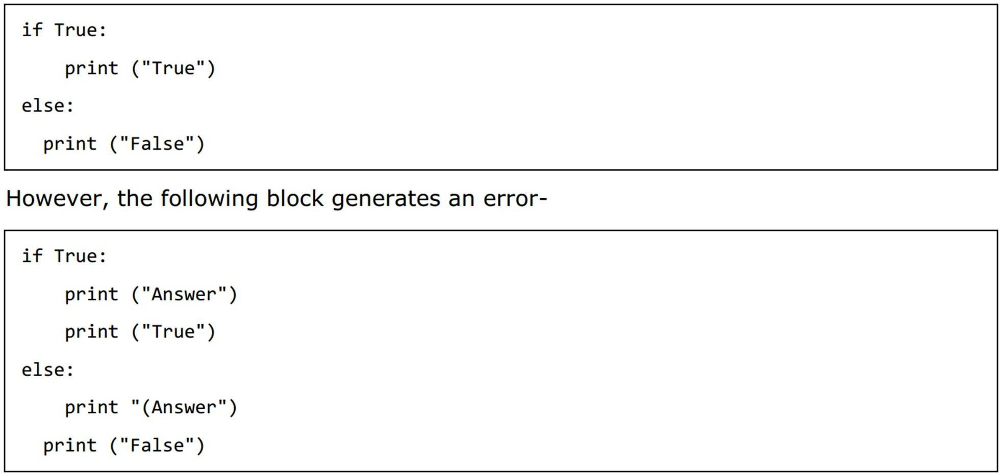 if True:
    print ("True")
else:
  print ("False")
However, the following block generates an error-
if True:
    print ("Answer")
    print ("True")
else:
    print "(Answer")
  print ("False")